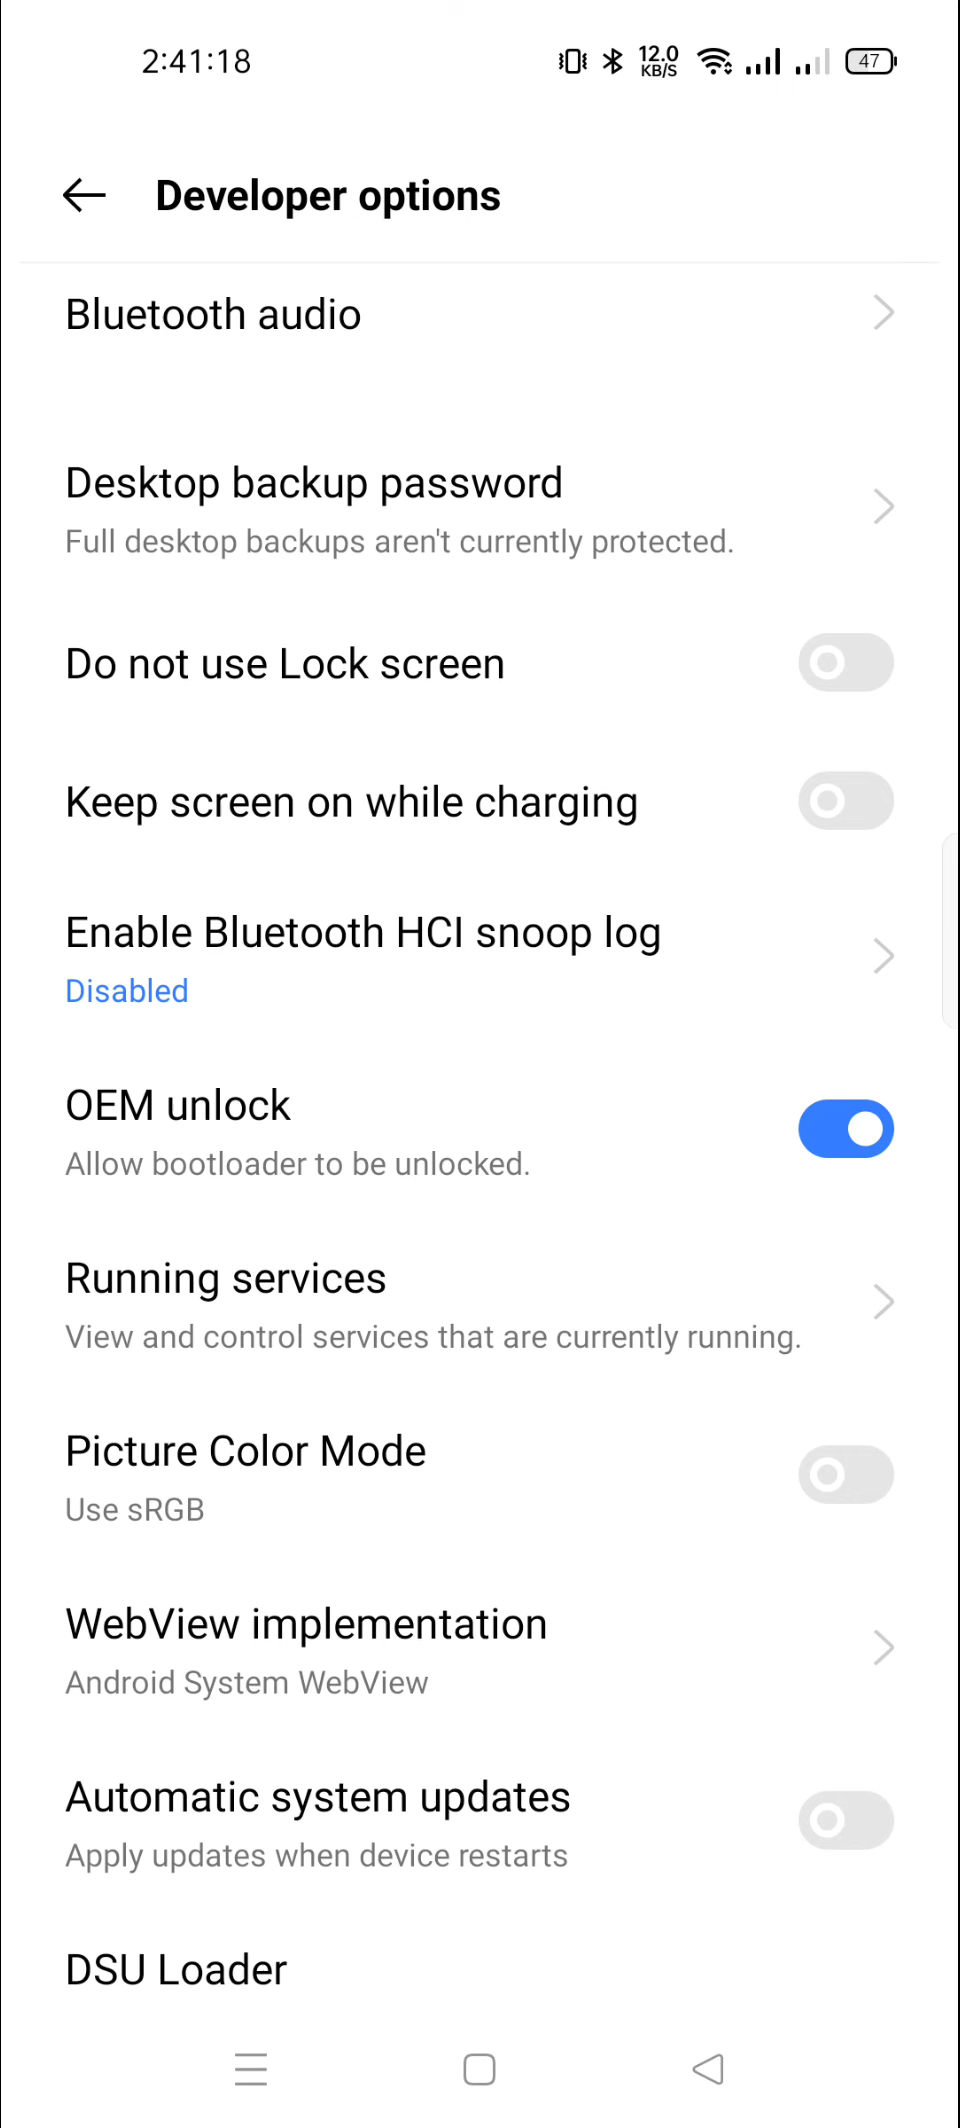 2:41:18 12.0 KB/S 47
Developer options
Bluetooth audio
Desktop backup password
Full desktop backups aren't currently protected.
Do not use Lock screen
Keep screen on while charging
Enable Bluetooth HCI snoop log
Disabled
OEM unlock
Allow bootloader to be unlocked.
Running services
View and control services that are currently running.
Picture Color Mode
Use sRGB
WebView implementation
Android System WebView
Automatic system updates
Apply updates when device restarts
DSU Loader